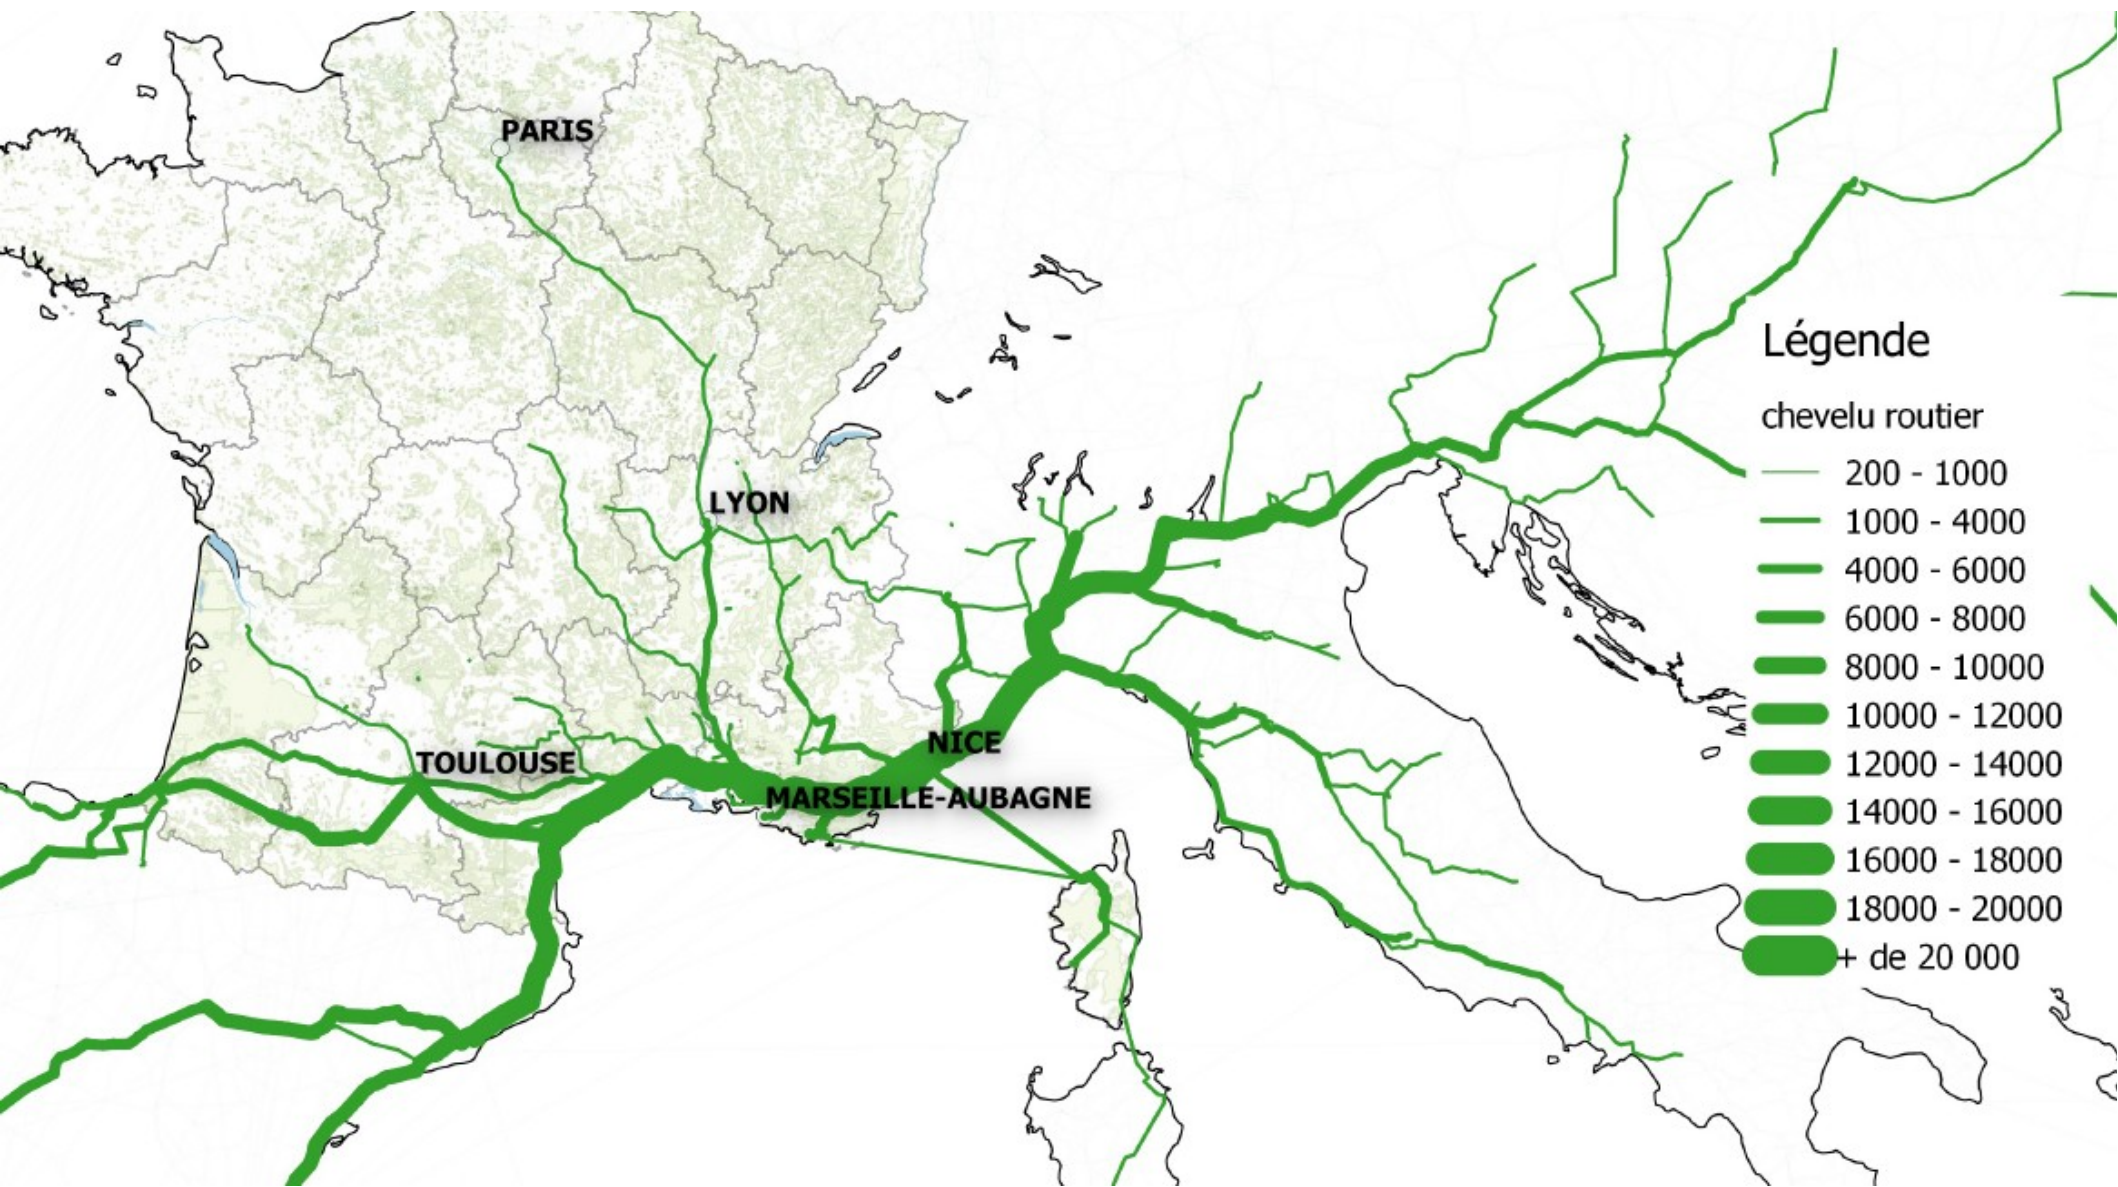 PARIS
LYON
TOULOUSE
NICE
MARSEILLE-AUBAGNE
Légende
chevelu routier
200 - 1000
1000 - 4000
4000 - 6000
6000 - 8000
8000 - 10000
10000 - 12000
12000 - 14000
14000 - 16000
16000 - 18000
18000 - 20000
+ de 20 000